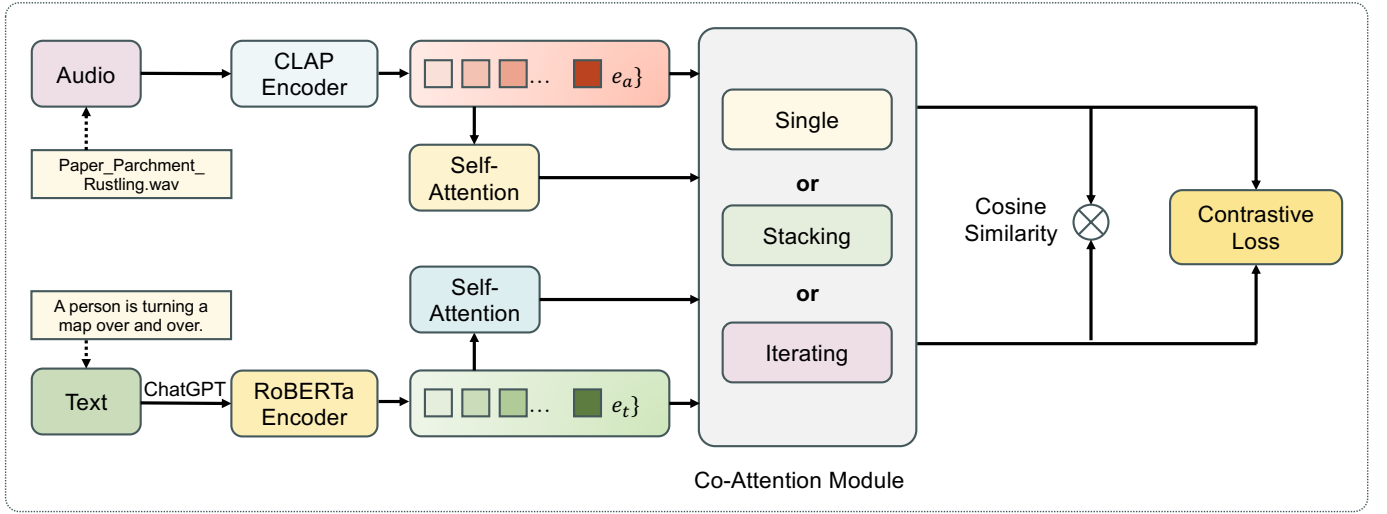 Audio
CLAP
Encoder
... e_a}
Paper_Parchment_
Rustling.wav
Self-
Attention
Single
or
Stacking
or
Iterating
Co-Attention Module
Cosine
Similarity
Contrastive
Loss
A person is turning a
map over and over.
Self-
Attention
Text
ChatGPT
RoBERTa
Encoder
... e_t}